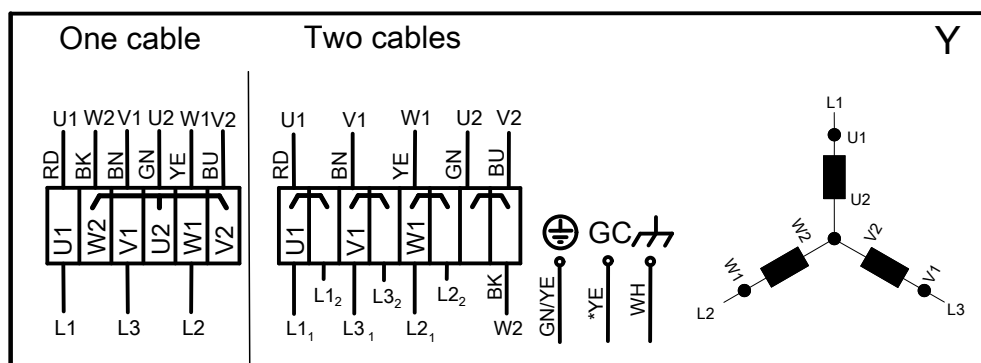 One cable
Two cables
Y
U1 W2 V1 U2 W1 V2
RD BK BN GN YE BU
U1 W2 V1 U2 W1 V2
L1 L3 L2
U1 V1 W1 U2 V2
RD BN YE GN BU
U1 V1 W1 BK
L1₂ L3₂ L2₂
L1₁ L3₁ L2₁ W2
GC
GN/YE *YE WH
L1
U1
U2
W2 V2
W1 V1
L2 L3